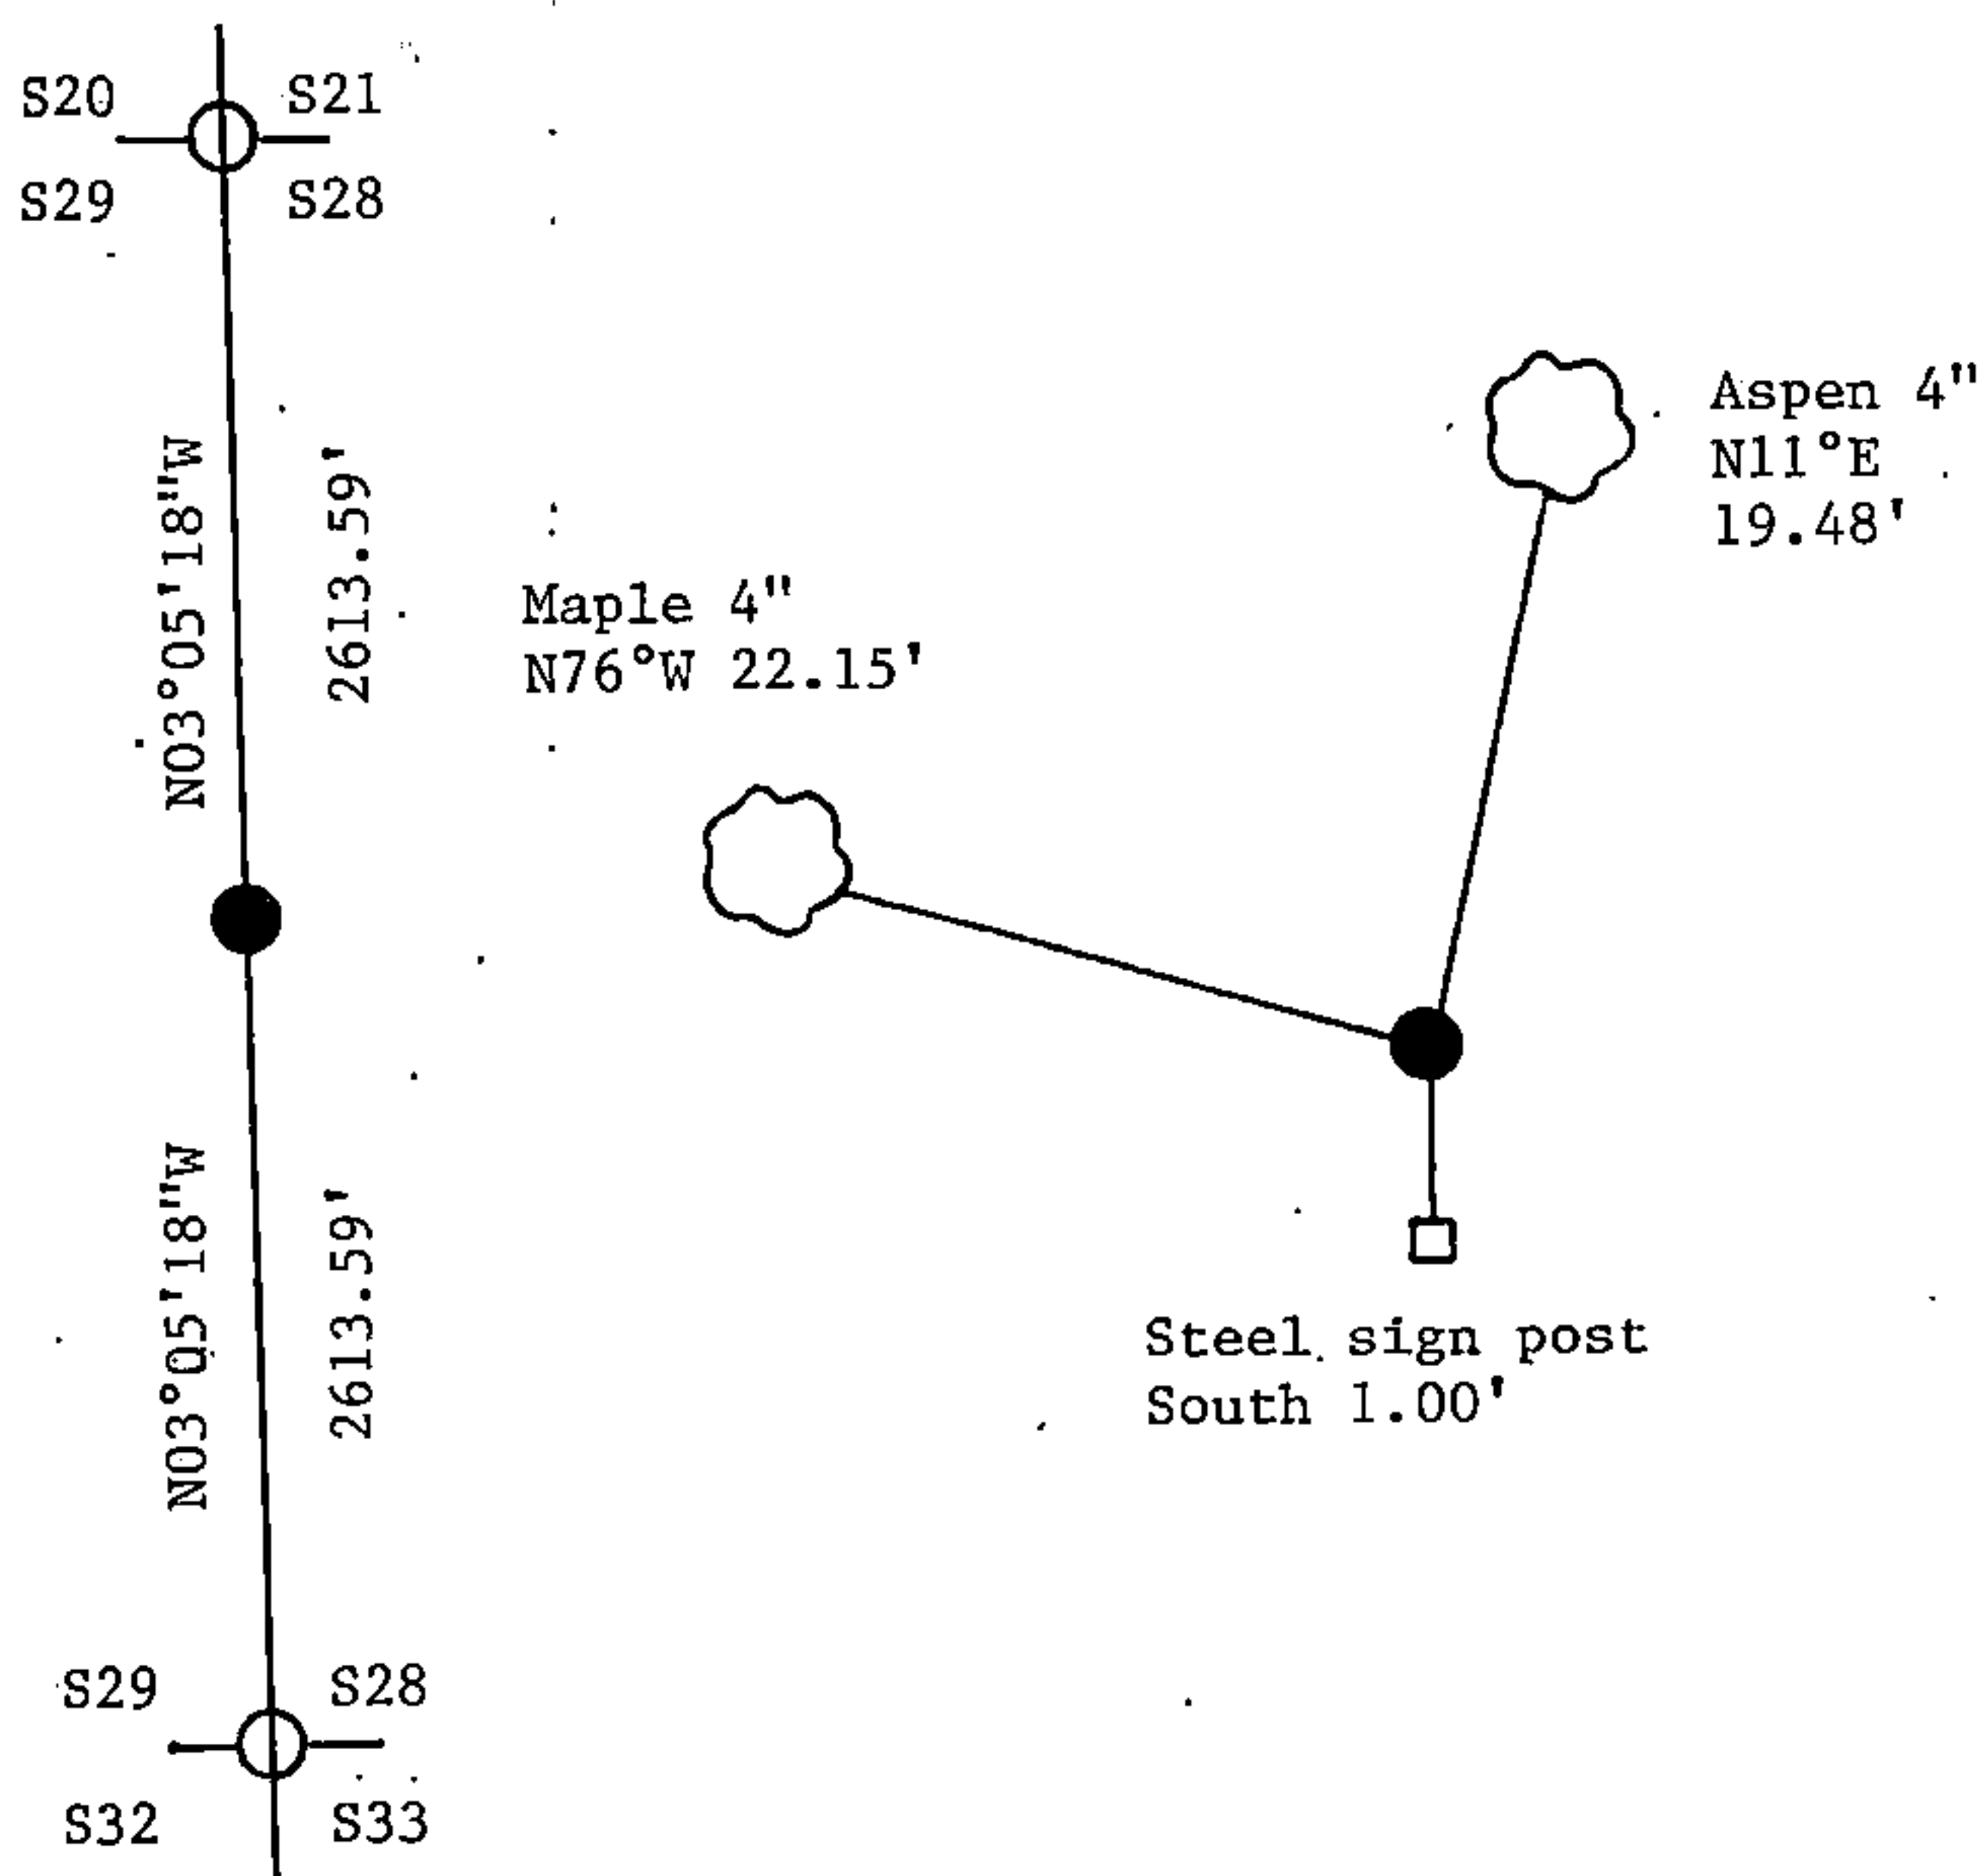 S20 S21
S29 S28
N03°05'18"W
2613.59'
Maple 4"
N76°W 22.15'
Aspen 4"
N11°E
19.48'
N03°05'18"W
2613.59'
Steel sign post
South 1.00'
S29 S28
S32 S33